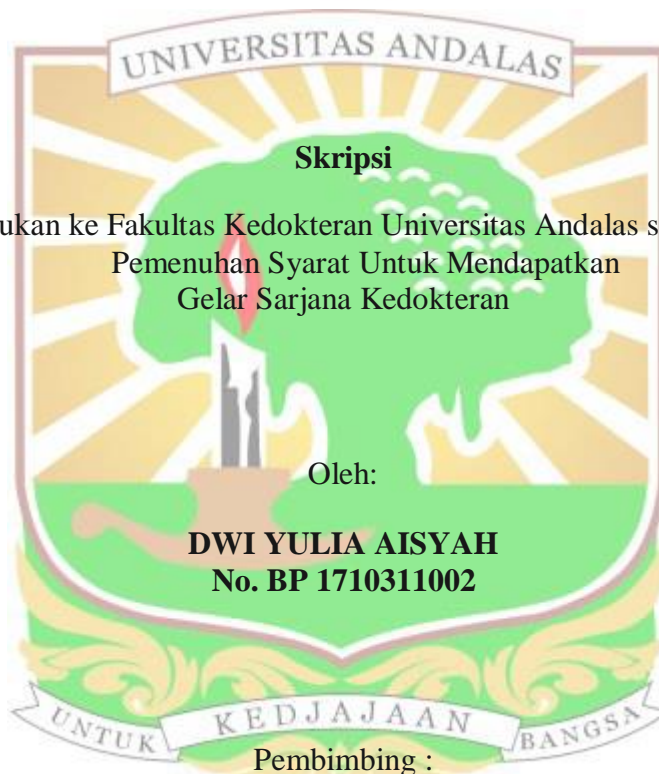 UNIVERSITAS ANDALAS
Skripsi
ukan ke Fakultas Kedokteran Universitas Andalas s
Pemenuhan Syarat Untuk Mendapatkan
Gelar Sarjana Kedokteran
Oleh:
DWI YULIA AISYAH
No. BP 1710311002
UNTUK KEDJAJAAN BANGSA
Pembimbing :